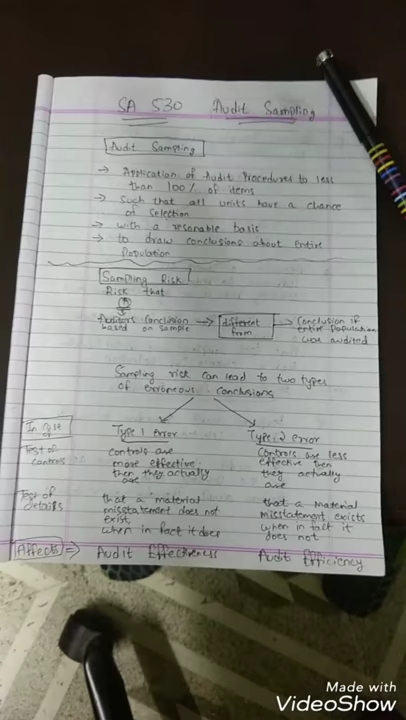 SA 530 Audit Sampling
Audit Sampling
→ Application of Audit Procedures to less
than 100% of items
→ Such that all units have a chance
of selection
→ with a resonable basis
→ to draw conclusions about entire
Population
Sampling Risk
Risk that
Auditors conclusion
based on sample
→
different
from
→ Conclusion if
entire population
was audited
Sampling risk can lead to two types
of erroneous conclusions
In case
of
Type 1 error
Type-2 error
Test of
controls
controls are
more effective
then they actually
are
controls are less
effective then
they actually
are
Test of
details
that a material
misstatement does not
exist,
when in fact it does
that a material
misstatement exists
when in fact it
does not
Affects ⇒ Audit Effectiveness Audit Efficiency
Made with
VideoShow